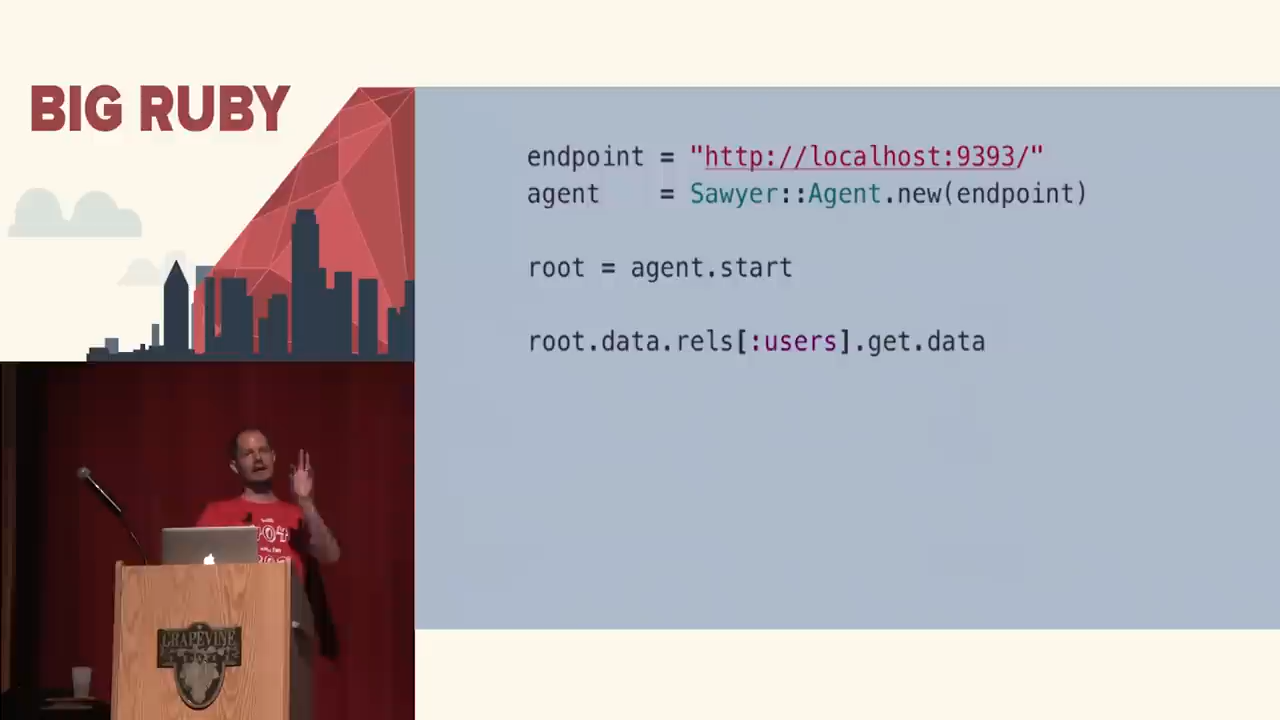 BIG RUBY
endpoint = "http://localhost:9393/"
agent    = Sawyer::Agent.new(endpoint)
root = agent.start
root.data.rels[:users].get.data
GRAPEVINE